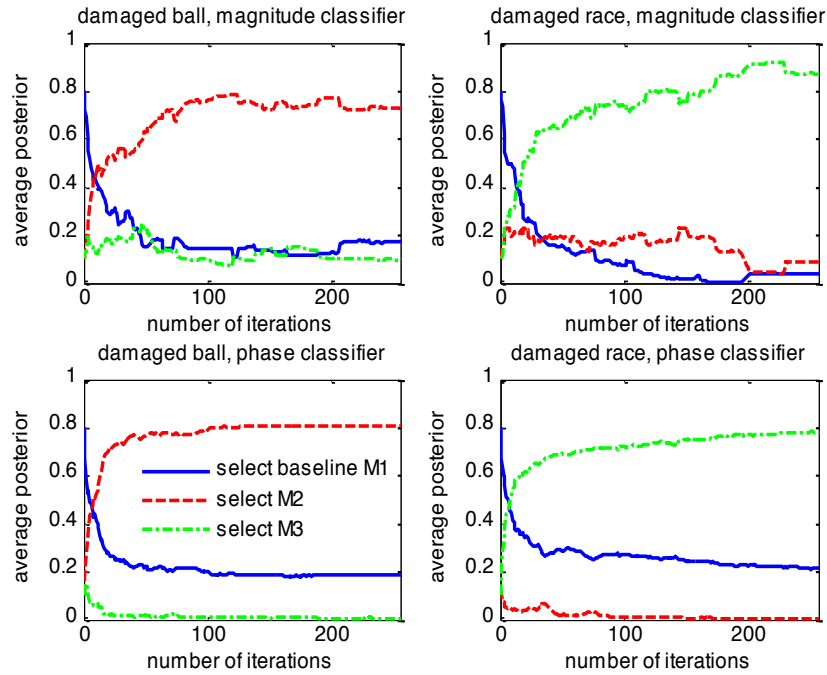 damaged ball, magnitude classifier
1
0.8
0.6
0.4
0.2
0
average posterior
0 100 200
number of iterations
damaged race, magnitude classifier
1
0.8
0.6
0.4
0.2
0
average posterior
0 100 200
number of iterations
damaged ball, phase classifier
1
0.8
0.6
0.4
0.2
0
average posterior
select baseline M1
select M2
select M3
0 100 200
number of iterations
damaged race, phase classifier
1
0.8
0.6
0.4
0.2
0
average posterior
0 100 200
number of iterations